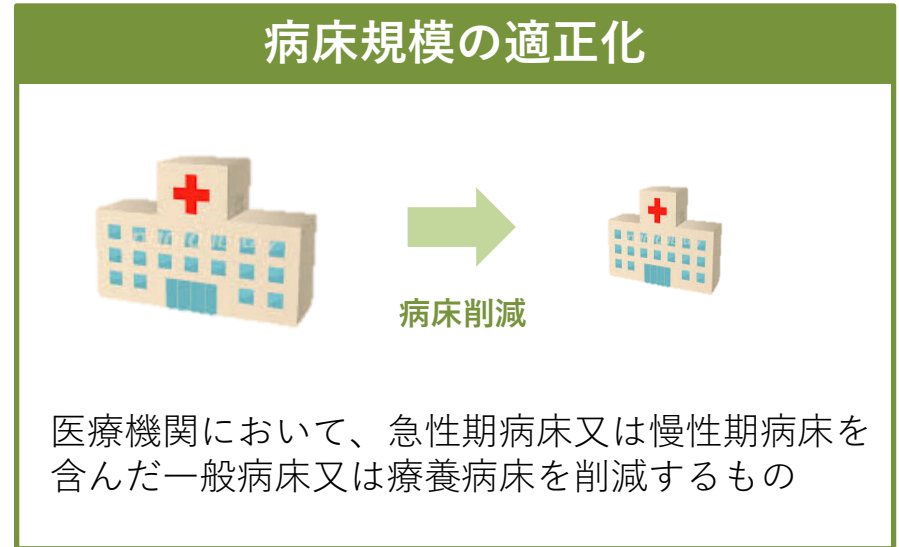 病床規模の適正化
病床削減
医療機関において、急性期病床又は慢性期病床を
含んだ一般病床又は療養病床を削減するもの